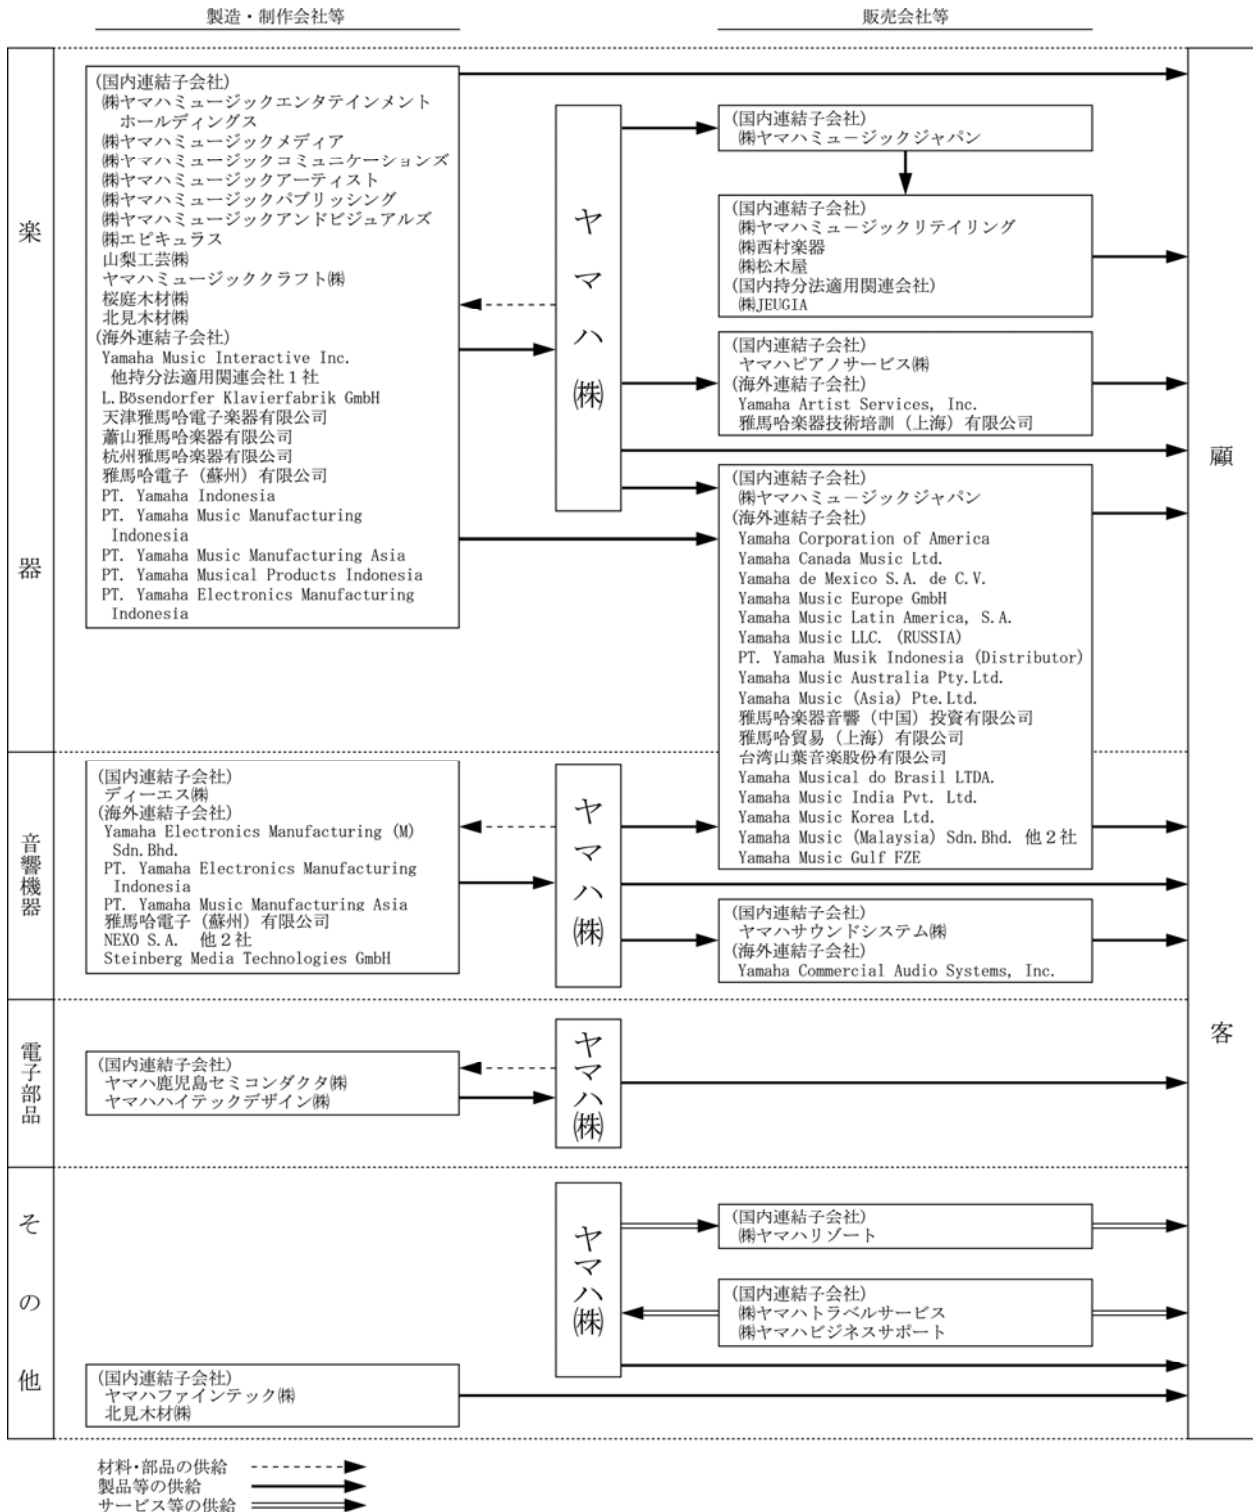 製造・制作会社等
販売会社等
楽器
(国内連結子会社)
㈱ヤマハミュージックエンタテインメント
ホールディングス
㈱ヤマハミュージックメディア
㈱ヤマハミュージックコミュニケーションズ
㈱ヤマハミュージックアーティスト
㈱ヤマハミュージックパブリッシング
㈱ヤマハミュージックアンドビジュアルズ
㈱エピキュラス
山梨工芸㈱
ヤマハミュージッククラフト㈱
桜庭木材㈱
北見木材㈱
(海外連結子会社)
Yamaha Music Interactive Inc.
他持分法適用関連会社1社
L.Bösendorfer Klavierfabrik GmbH
天津雅馬哈電子楽器有限公司
蕭山雅馬哈楽器有限公司
杭州雅馬哈楽器有限公司
雅馬哈電子（蘇州）有限公司
PT. Yamaha Indonesia
PT. Yamaha Music Manufacturing
Indonesia
PT. Yamaha Music Manufacturing Asia
PT. Yamaha Musical Products Indonesia
PT. Yamaha Electronics Manufacturing
Indonesia
ヤマハ㈱
(国内連結子会社)
㈱ヤマハミュ－ジックジャパン
(国内連結子会社)
㈱ヤマハミュ－ジックリテイリング
㈱西村楽器
㈱松木屋
(国内持分法適用関連会社)
㈱JEUGIA
(国内連結子会社)
ヤマハピアノサービス㈱
(海外連結子会社)
Yamaha Artist Services, Inc.
雅馬哈楽器技術培訓（上海）有限公司
(国内連結子会社)
㈱ヤマハミュ－ジックジャパン
(海外連結子会社)
Yamaha Corporation of America
Yamaha Canada Music Ltd.
Yamaha de Mexico S.A. de C.V.
Yamaha Music Europe GmbH
Yamaha Music Latin America, S.A.
Yamaha Music LLC. (RUSSIA)
PT. Yamaha Musik Indonesia (Distributor)
Yamaha Music Australia Pty.Ltd.
Yamaha Music (Asia) Pte.Ltd.
雅馬哈楽器音響（中国）投資有限公司
雅馬哈貿易（上海）有限公司
台湾山葉音楽股份有限公司
Yamaha Musical do Brasil LTDA.
Yamaha Music India Pvt. Ltd.
Yamaha Music Korea Ltd.
Yamaha Music (Malaysia) Sdn.Bhd. 他2社
Yamaha Music Gulf FZE
顧客
音響機器
(国内連結子会社)
ディーエス㈱
(海外連結子会社)
Yamaha Electronics Manufacturing (M)
Sdn.Bhd.
PT. Yamaha Electronics Manufacturing
Indonesia
PT. Yamaha Music Manufacturing Asia
雅馬哈電子（蘇州）有限公司
NEXO S.A. 他2社
Steinberg Media Technologies GmbH
ヤマハ㈱
(国内連結子会社)
ヤマハサウンドシステム㈱
(海外連結子会社)
Yamaha Commercial Audio Systems, Inc.
電子部品
(国内連結子会社)
ヤマハ鹿児島セミコンダクタ㈱
ヤマハハイテックデザイン㈱
ヤマハ㈱
その他
ヤマハ㈱
(国内連結子会社)
㈱ヤマハリゾート
(国内連結子会社)
㈱ヤマハトラベルサービス
㈱ヤマハビジネスサポート
(国内連結子会社)
ヤマハファインテック㈱
北見木材㈱
材料・部品の供給
製品等の供給
サービス等の供給